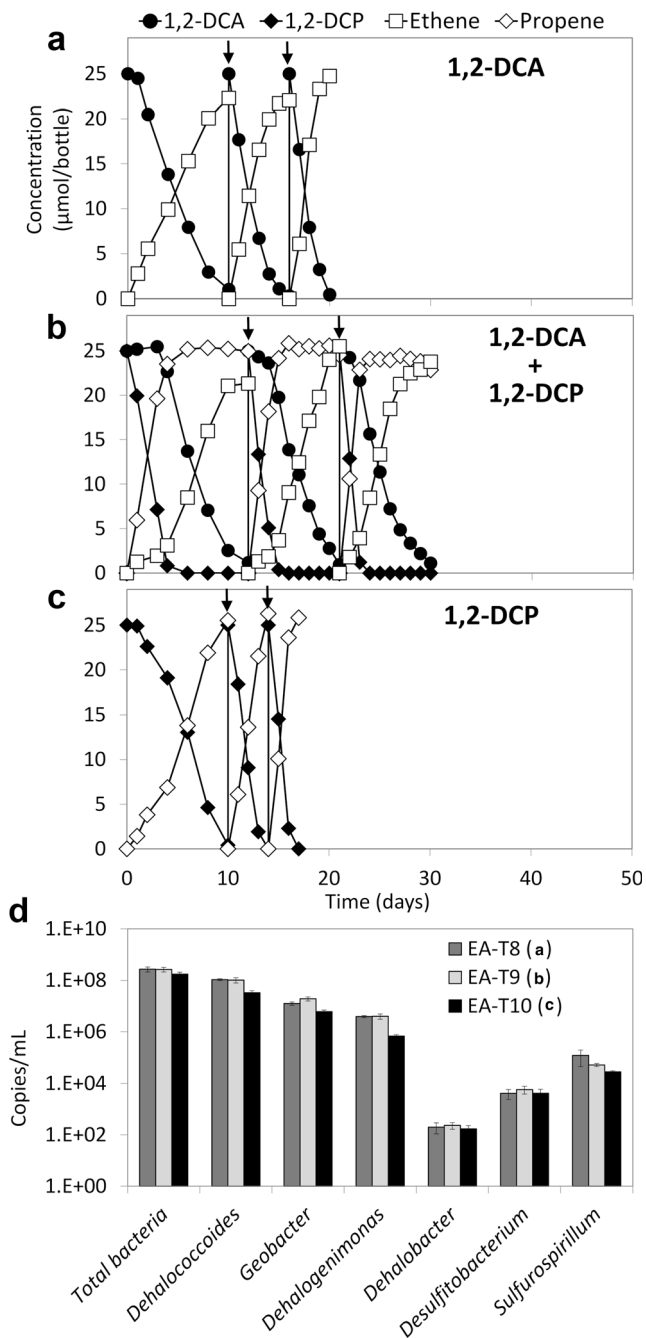 a
1,2-DCA 1,2-DCP Ethene Propene
1,2-DCA
Concentration
(µmol/bottle)
25
20
15
10
5
0
b
1,2-DCA
+
1,2-DCP
25
20
15
10
5
0
c
1,2-DCP
25
20
15
10
5
0
0 10 20 30 40 50
Time (days)
d
Copies/mL
1.E+10
1.E+08
1.E+06
1.E+04
1.E+02
1.E+00
EA-T8 (a)
EA-T9 (b)
EA-T10 (c)
Total bacteria
Dehalococcoides
Geobacter
Dehalogenimonas
Dehalobacter
Desulfitobacterium
Sulfurospirillum